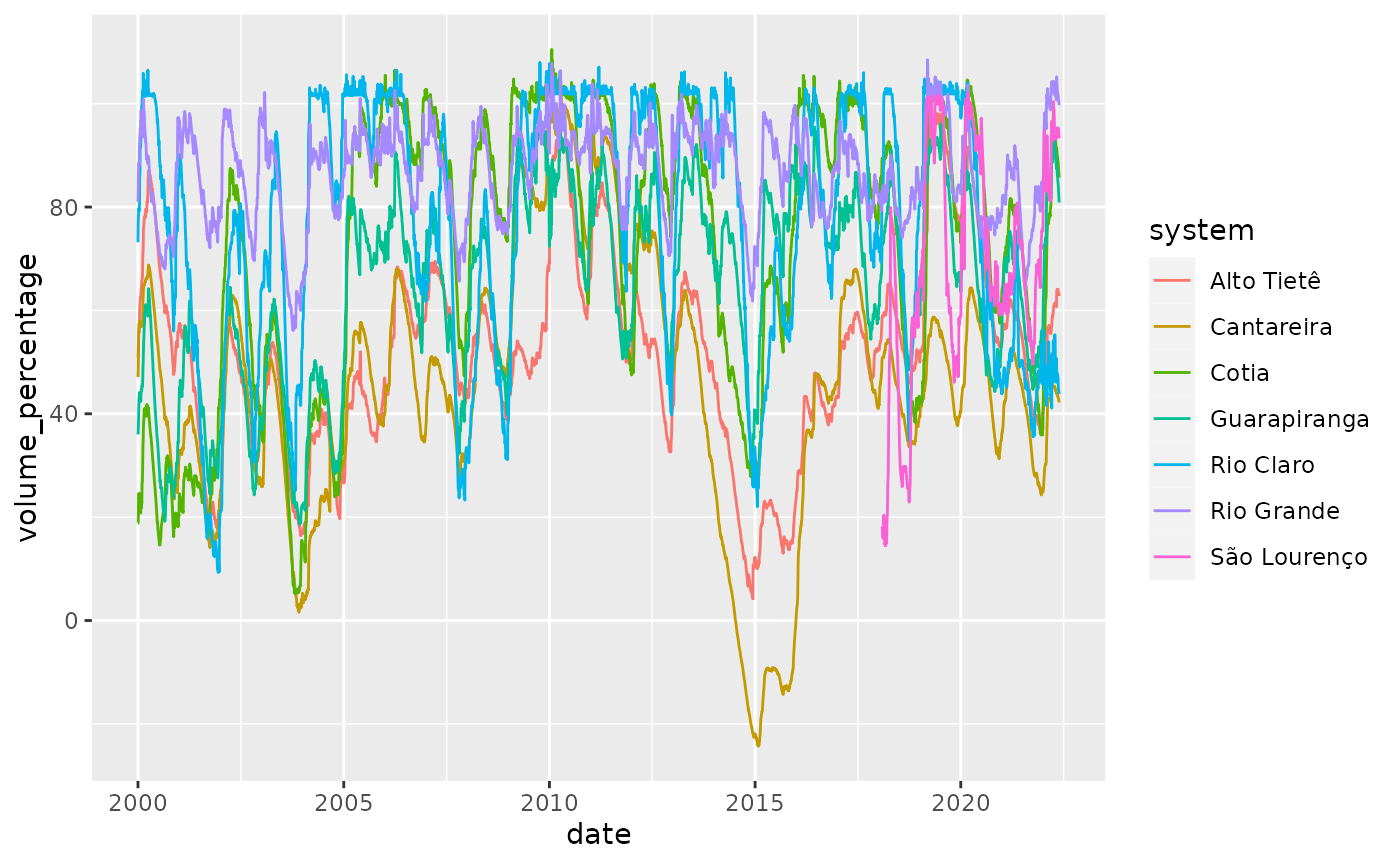 volume_percentage
80
40
0
2000 2005 2010 2015 2020
date
system
Alto Tietê
Cantareira
Cotia
Guarapiranga
Rio Claro
Rio Grande
São Lourenço